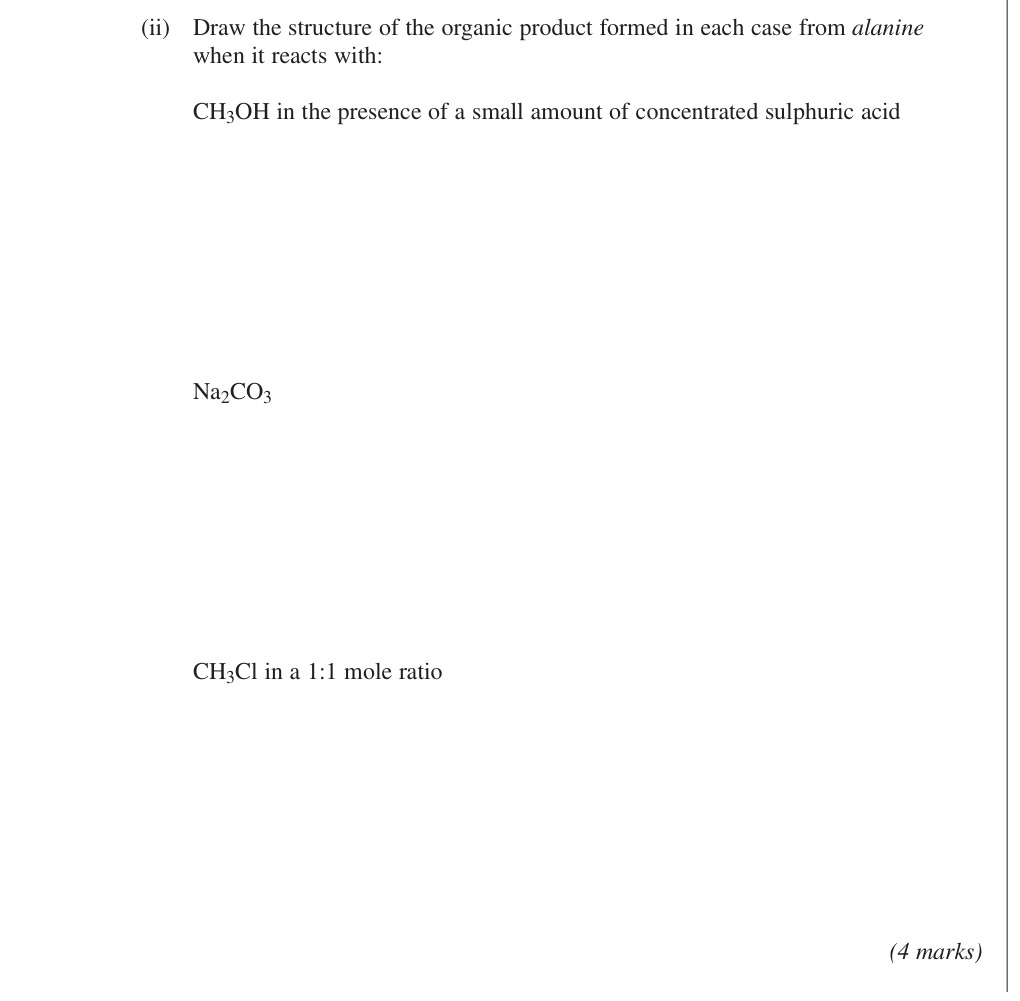 (ii) Draw the structure of the organic product formed in each case from alanine
when it reacts with:
CH₃OH in the presence of a small amount of concentrated sulphuric acid
Na₂CO₃
CH₃Cl in a 1:1 mole ratio
(4 marks)